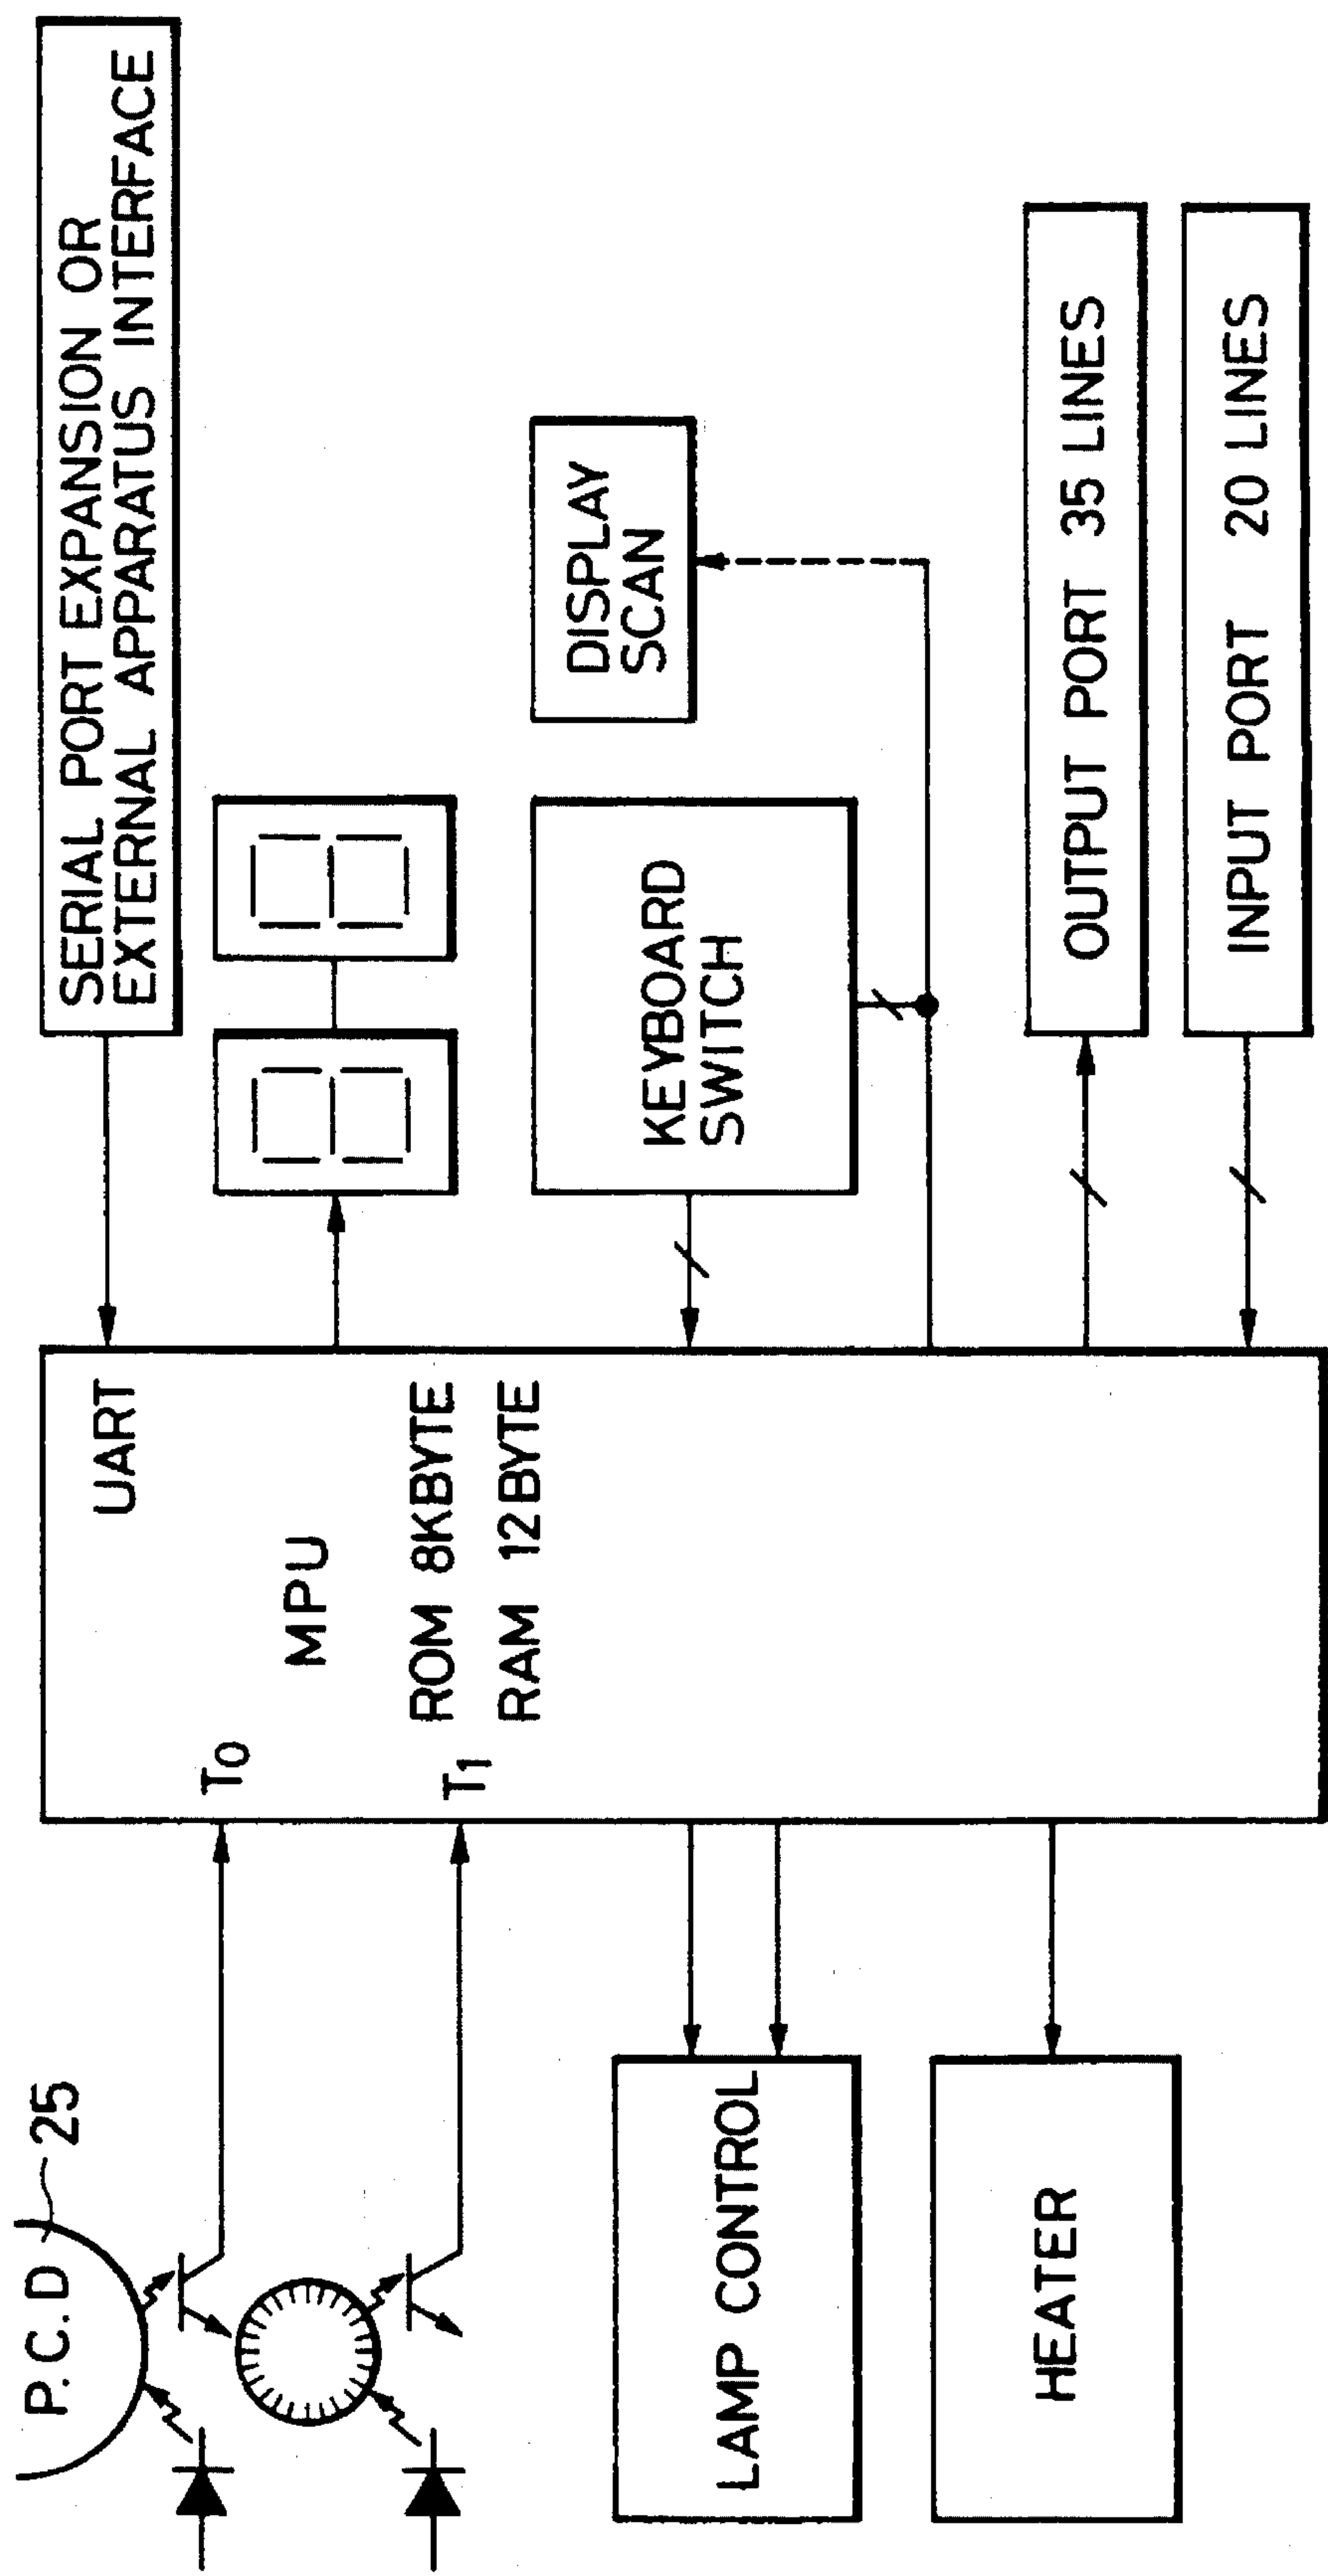 P.C.D
25
T0
T1
UART
MPU
ROM 8KBYTE
RAM 12BYTE
LAMP CONTROL
HEATER
SERIAL PORT EXPANSION OR
EXTERNAL APPARATUS INTERFACE
KEYBOARD
SWITCH
DISPLAY
SCAN
OUTPUT PORT 35 LINES
INPUT PORT 20 LINES